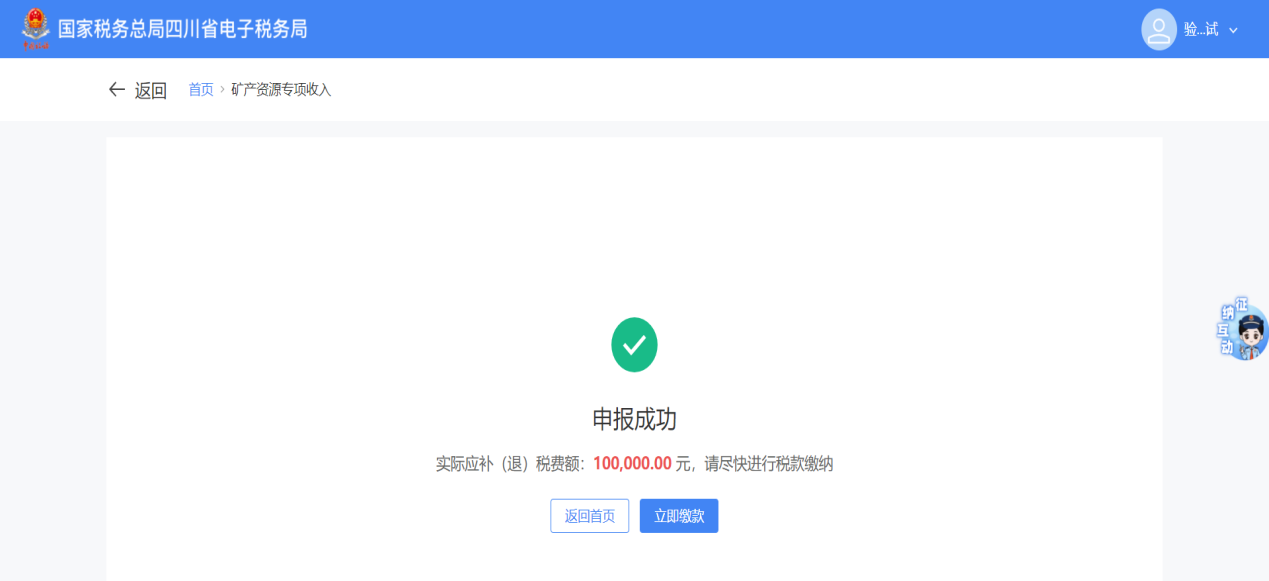 国家税务总局四川省电子税务局
验...试
返回 首页 > 矿产资源专项收入
征纳互动
申报成功
实际应补（退）税费额：100,000.00 元，请尽快进行税款缴纳
返回首页 立即缴款